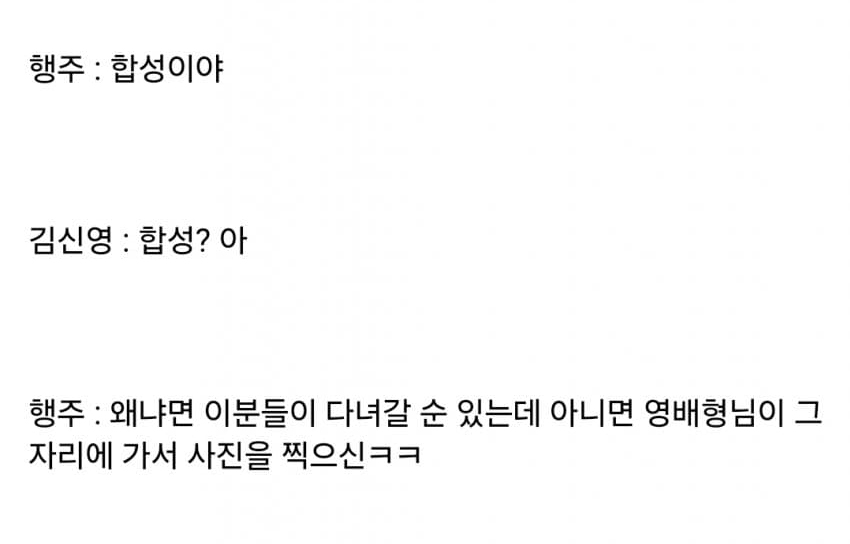 행주 : 합성이야
김신영 : 합성? 아
행주 : 왜냐면 이분들이 다녀갈 순 있는데 아니면 영배형님이 그
자리에 가서 사진을 찍으신ㅋㅋ